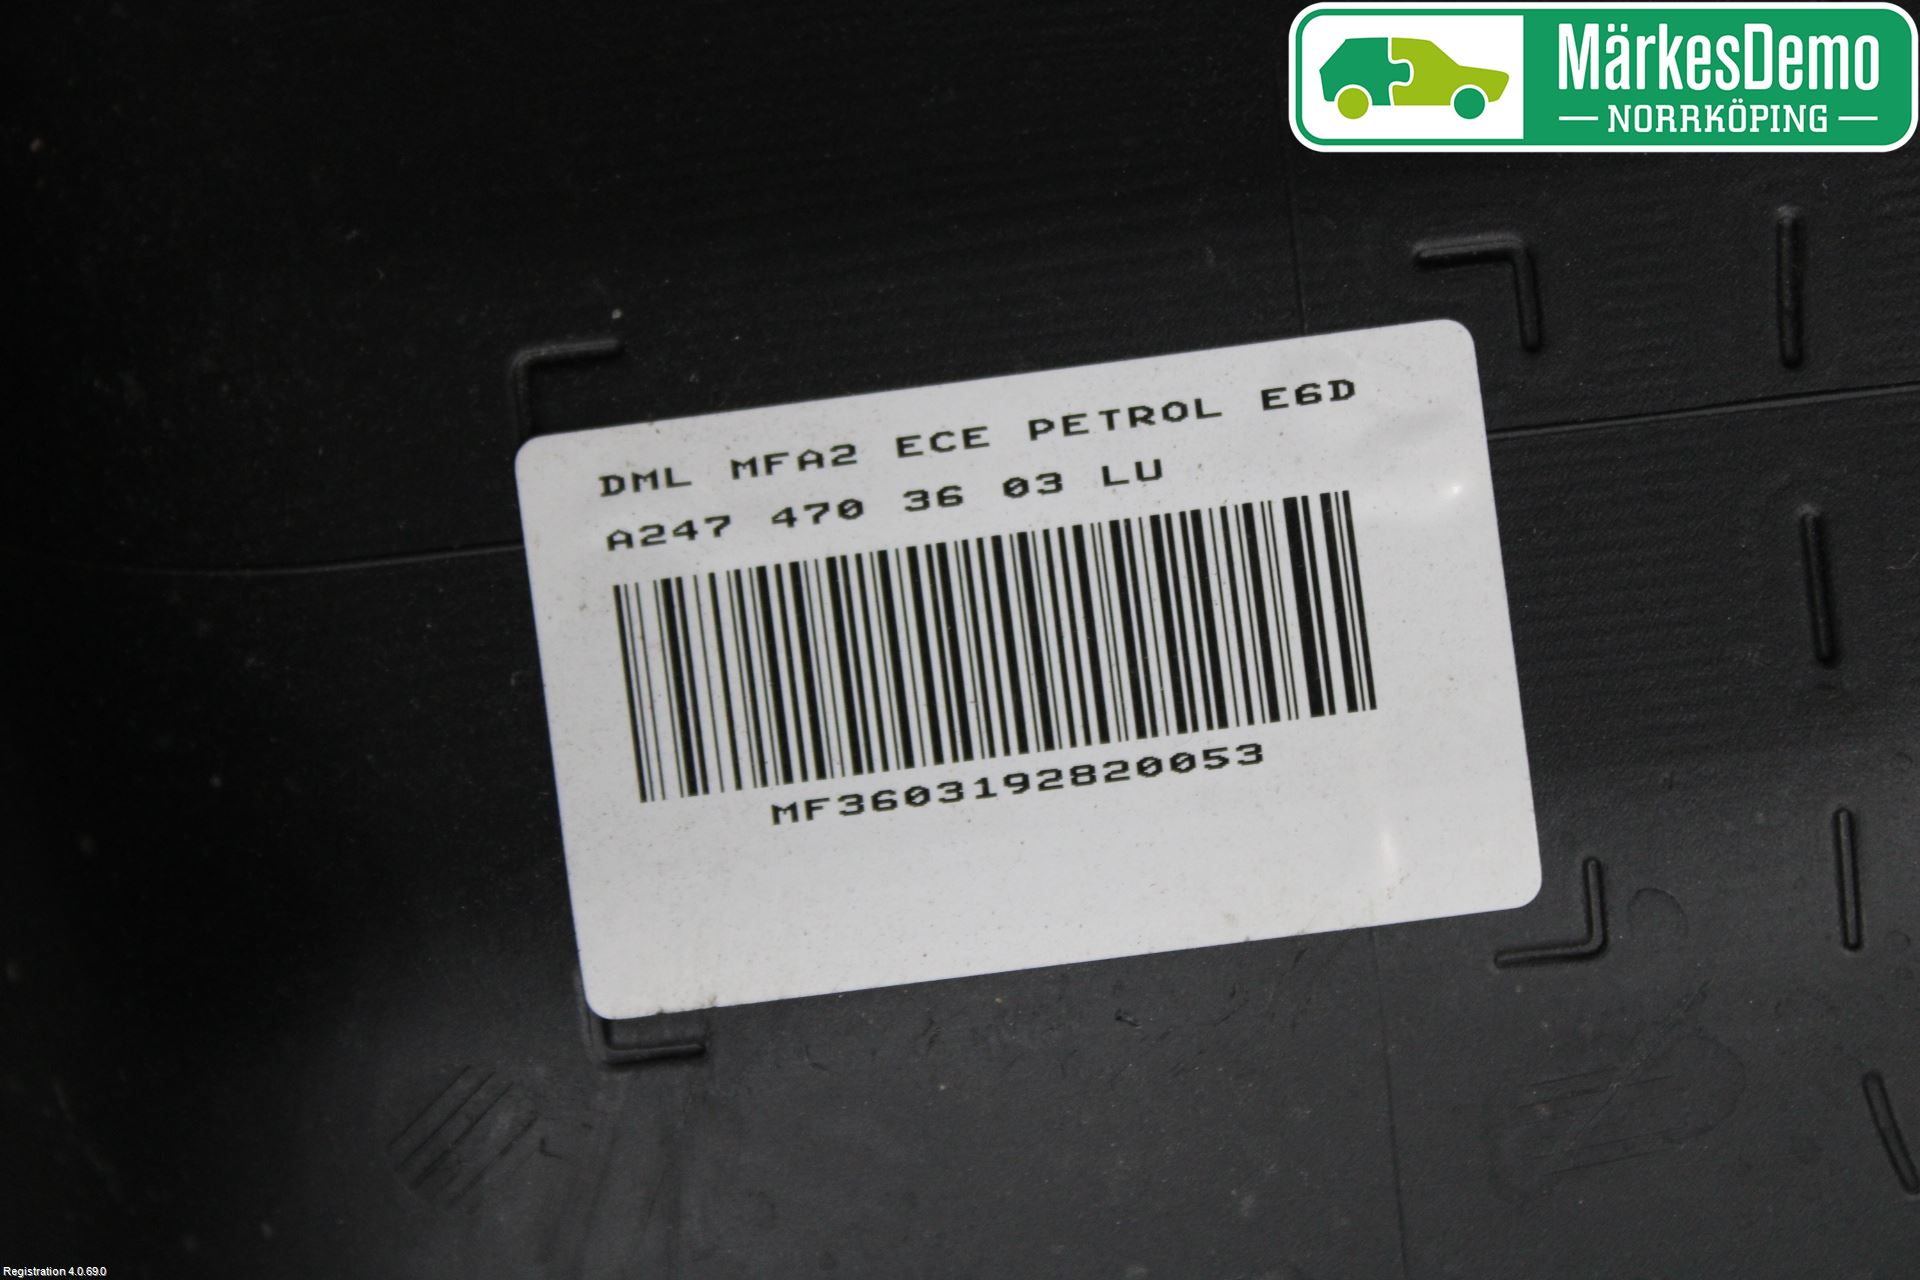 MärkesDemo
NORRKÖPING
DML MFA2 ECE PETROL E6D
A247 470 36 03 LU
MF3603192820053
Registration 4.0.69.0